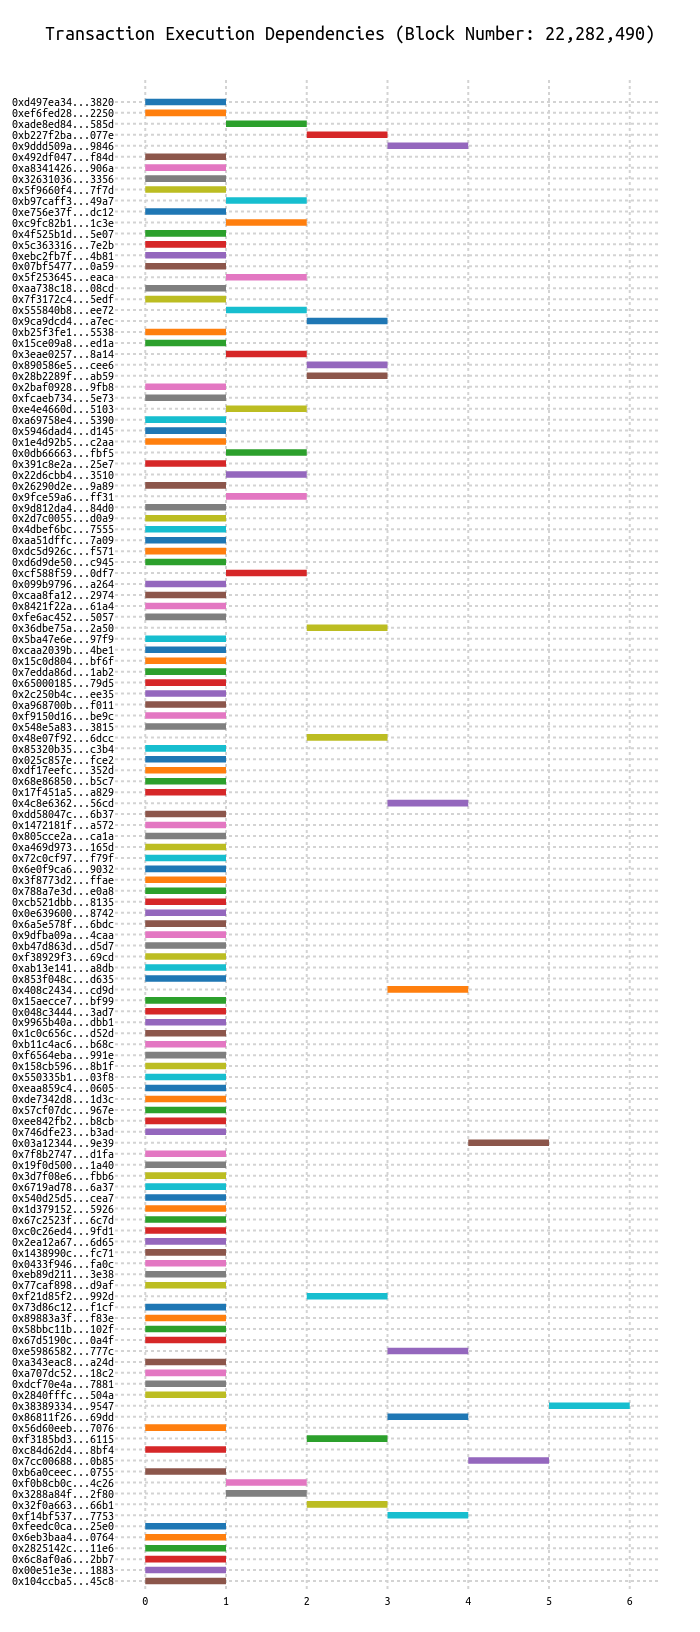 Transaction Execution Dependencies (Block Number: 22,282,490)
0xd497ea34...3820
0xef6fed28...2250
0xade8ed84...585d
0xb227f2ba...077e
0x9ddd509a...9846
0x492df047...f84d
0xa8341426...906a
0x32631036...3356
0x5f9660f4...7f7d
0xb97caff3...49a7
0xe756e37f...dc12
0xc9fc82b1...1c3e
0x4f525b1d...5e07
0x5c363316...7e2b
0xebc2fb7f...4b81
0x07bf5477...0a59
0x5f253645...eaca
0xaa738c18...08cd
0x7f3172c4...5edf
0x555840b8...ee72
0x9ca9dcd4...a7ec
0xb25f3fe1...5538
0x15ce09a8...ed1a
0x3eae0257...8a14
0x890586e5...cee6
0x28b2289f...ab59
0x2baf0928...9fb8
0xfcaeb734...5e73
0xe4e4660d...5103
0xa69758e4...5390
0x5946dad4...d145
0x1e4d92b5...c2aa
0x0db66663...fbf5
0x391c8e2a...25e7
0x22d6cbb4...3510
0x26290d2e...9a89
0x9fce59a6...ff31
0x9d812da4...84d0
0x2d7c0055...d0a9
0x4dbef6bc...7555
0xaa51dffc...7a09
0xdc5d926c...f571
0xd6d9de50...c945
0xcf588f59...0df7
0x099b9796...a264
0xcaa8fa12...2974
0x8421f22a...61a4
0xfe6ac452...5057
0x36dbe75a...2a50
0x5ba47e6e...97f9
0xcaa2039b...4be1
0x15c0d804...bf6f
0x7edda86d...1ab2
0x65000185...79d5
0x2c250b4c...ee35
0xa968700b...f011
0xf9150d16...be9c
0x548e5a83...3815
0x48e07f92...6dcc
0x85320b35...c3b4
0x025c857e...fce2
0xdf17eefc...352d
0x68e86850...b5c7
0x17f451a5...a829
0x4c8e6362...56cd
0xdd58047c...6b37
0x1472181f...a572
0x805cce2a...ca1a
0xa469d973...165d
0x72c0cf97...f79f
0x6e0f9ca6...9032
0x3f8773d2...ffae
0x788a7e3d...e0a8
0xcb521dbb...8135
0x0e639600...8742
0x6a5e578f...6bdc
0x9dfba09a...4caa
0xb47d863d...d5d7
0xf38929f3...69cd
0xab13e141...a8db
0x853f048c...d635
0x408c2434...cd9d
0x15aecce7...bf99
0x048c3444...3ad7
0x9965b40a...dbb1
0x1c0c656c...d52d
0xb11c4ac6...b68c
0xf6564eba...991e
0x158cb596...8b1f
0x550335b1...03f8
0xeaa859c4...0605
0xde7342d8...1d3c
0x57cf07dc...967e
0xee842fb2...b8cb
0x746dfe23...b3ad
0x03a12344...9e39
0x7f8b2747...d1fa
0x19f0d500...1a40
0x3d7f08e6...fbb6
0x6719ad78...6a37
0x540d25d5...cea7
0x1d379152...5926
0x67c2523f...6c7d
0xc0c26ed4...9fd1
0x2ea12a67...6d65
0x1438990c...fc71
0x0433f946...fa0c
0xeb89d211...3e38
0x77caf898...d9af
0xf21d85f2...992d
0x73d86c12...f1cf
0x89883a3f...f83e
0x58bbc11b...102f
0x67d5190c...0a4f
0xe5986582...777c
0xa343eac8...a24d
0xa707dc52...18c2
0xdcf70e4a...7881
0x2840fffc...504a
0x38389334...9547
0x86811f26...69dd
0x56d60eeb...7076
0xf3185bd3...6115
0xc84d62d4...8bf4
0x7cc00688...0b85
0xb6a0ceec...0755
0xf0b8cb0c...4c26
0x3288a84f...2f80
0x32f0a663...66b1
0xf14bf537...7753
0xfeedc0ca...25e0
0x6eb3baa4...0764
0x2825142c...11e6
0x6c8af0a6...2bb7
0x00e51e3e...1883
0x104ccba5...45c8
0 1 2 3 4 5 6